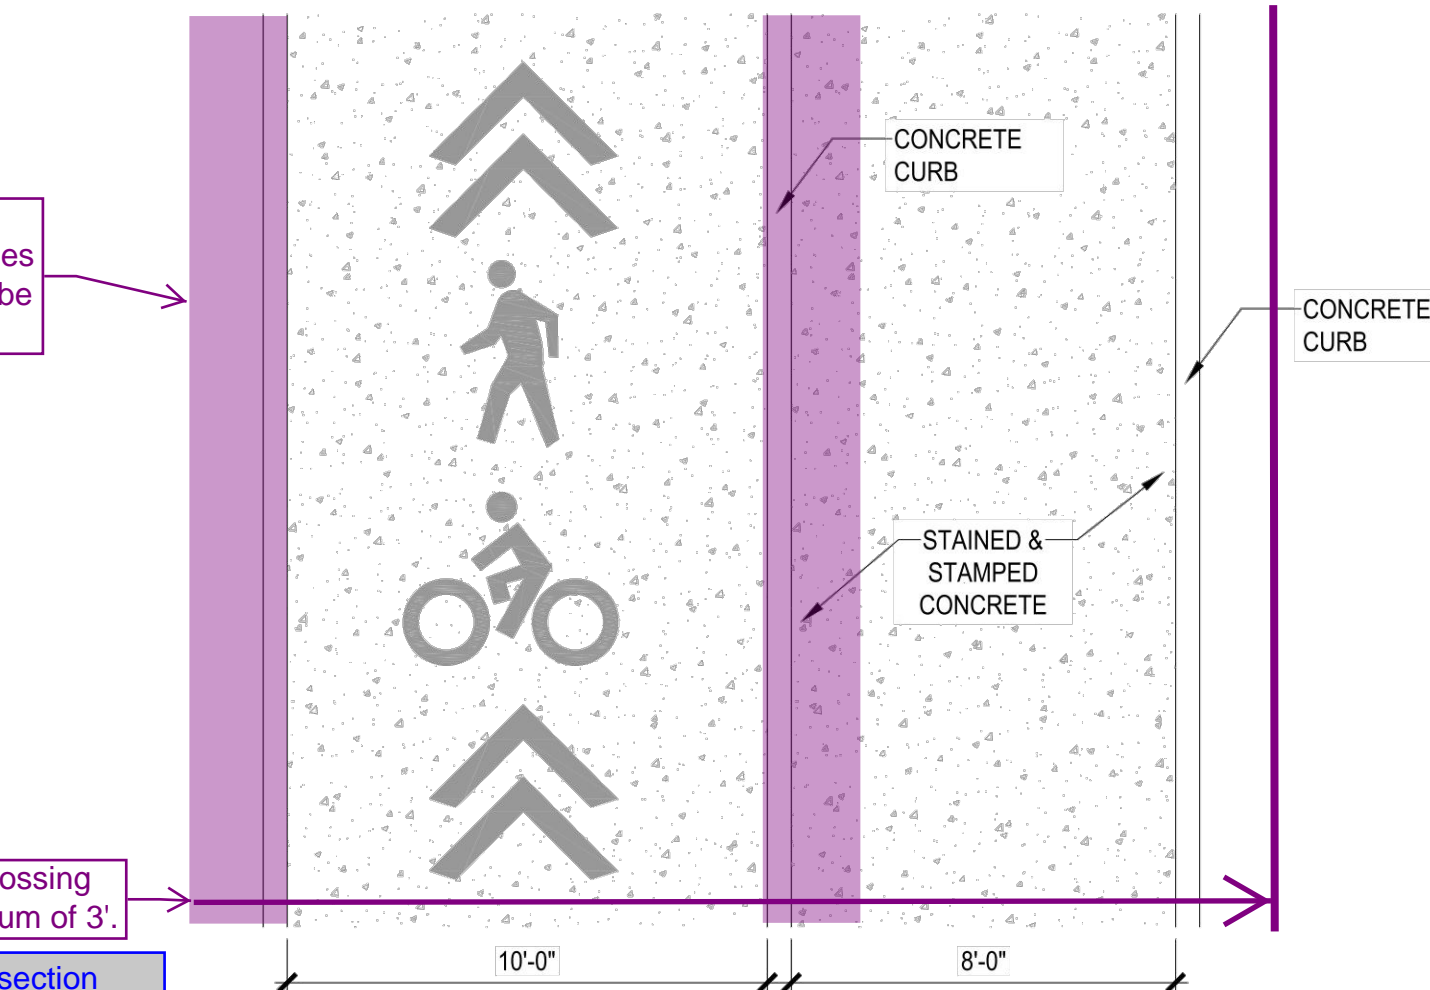 CONCRETE
CURB
es
be
CONCRETE
CURB
STAINED &
STAMPED
CONCRETE
ossing
um of 3'.
section
10'-0"
8'-0"